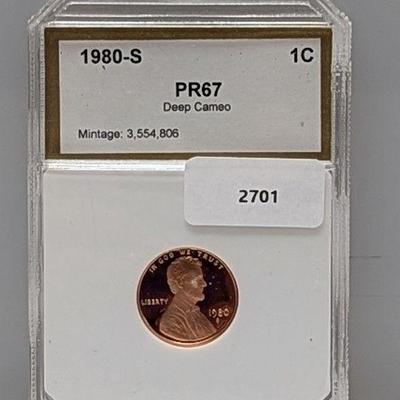 1980-S 1C
PR67
Deep Cameo
Mintage: 3,554,806
2701
IN GOD WE TRUST
LIBERTY
1980
S